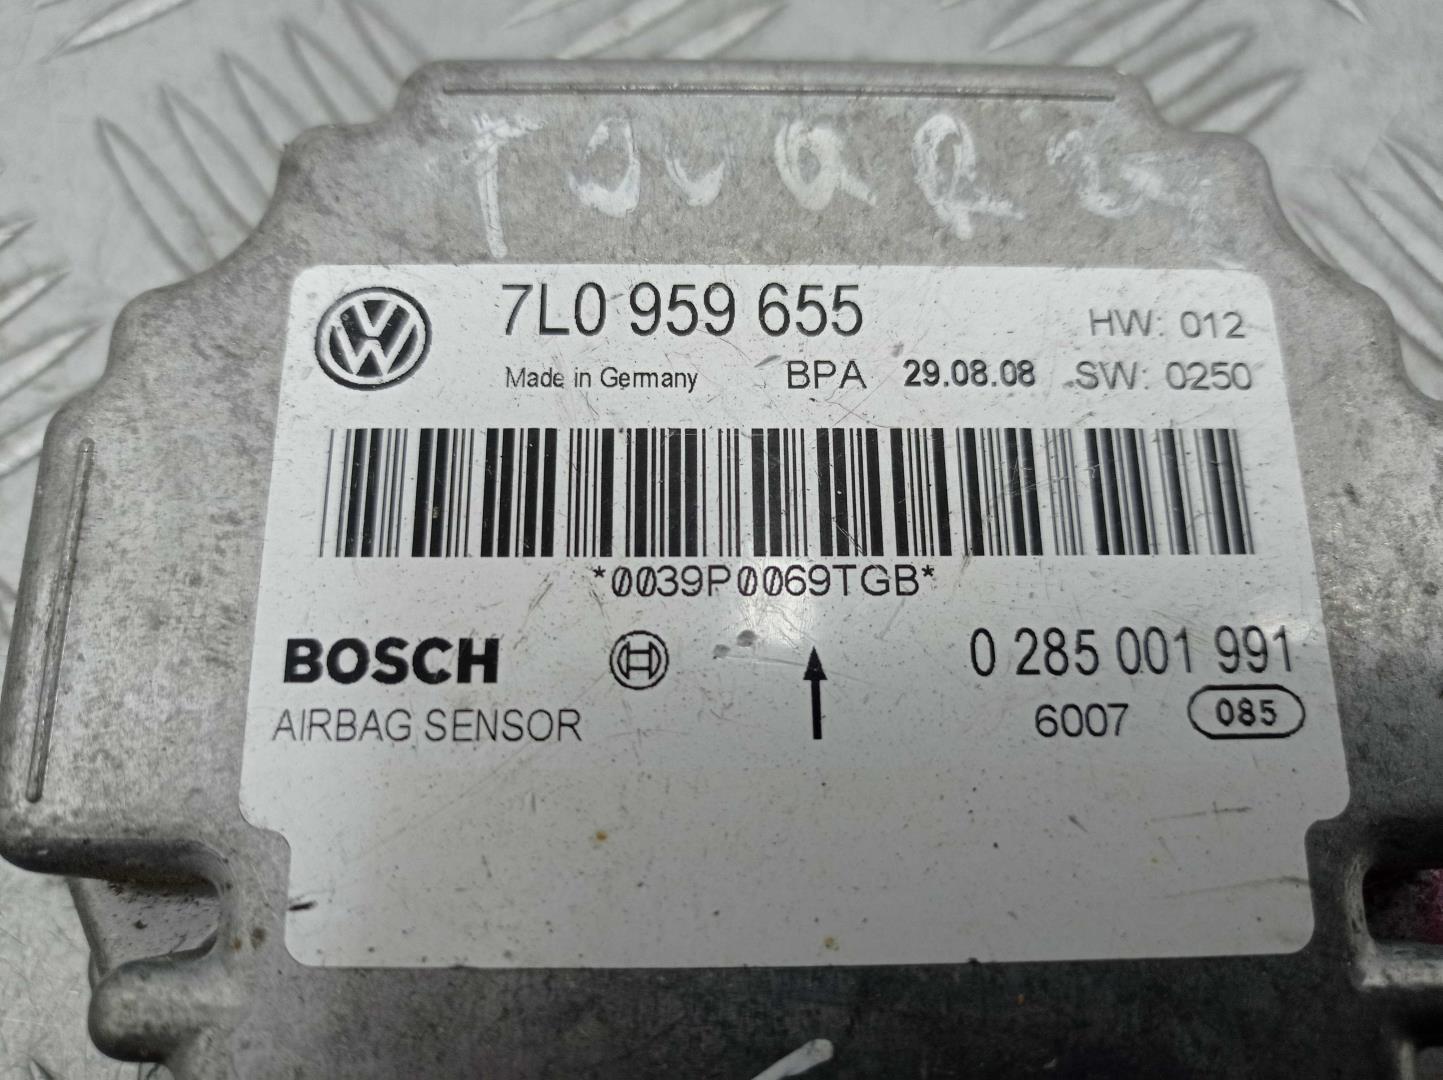 TOUAR
7L0 959 655
HW: 012
Made in Germany BPA 29.08.08 SW: 0250
*0039P0069TGB*
BOSCH 0 285 001 991
AIRBAG SENSOR 6007 085